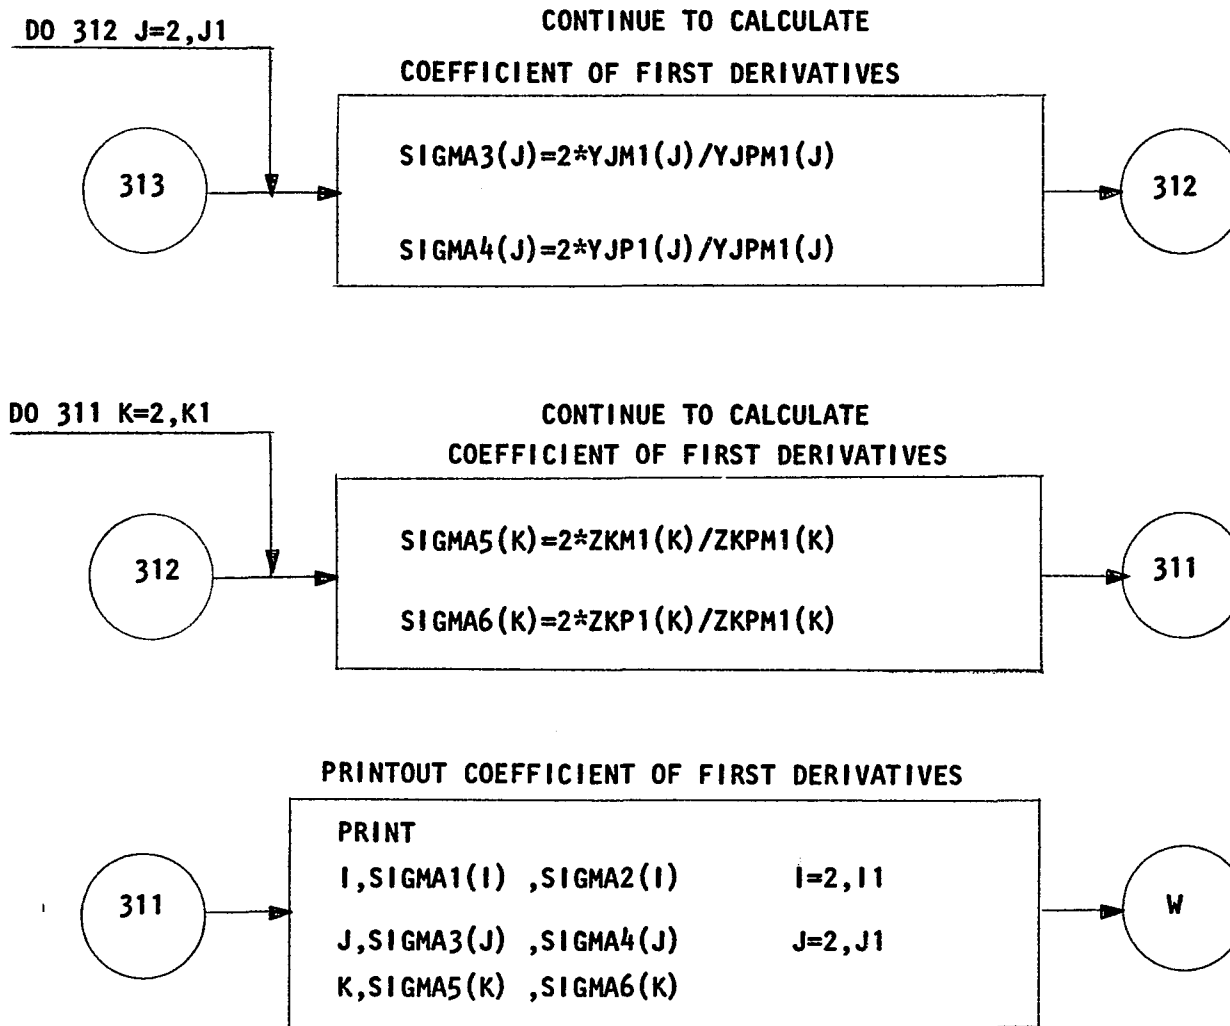 DO 312 J=2,J1
CONTINUE TO CALCULATE
COEFFICIENT OF FIRST DERIVATIVES
313
SIGMA3(J)=2*YJM1(J)/YJPM1(J)
SIGMA4(J)=2*YJP1(J)/YJPM1(J)
312
DO 311 K=2,K1
CONTINUE TO CALCULATE
COEFFICIENT OF FIRST DERIVATIVES
312
SIGMA5(K)=2*ZKM1(K)/ZKPM1(K)
SIGMA6(K)=2*ZKP1(K)/ZKPM1(K)
311
PRINTOUT COEFFICIENT OF FIRST DERIVATIVES
311
PRINT
I,SIGMA1(I) ,SIGMA2(I) I=2,I1
J,SIGMA3(J) ,SIGMA4(J) J=2,J1
K,SIGMA5(K) ,SIGMA6(K)
W